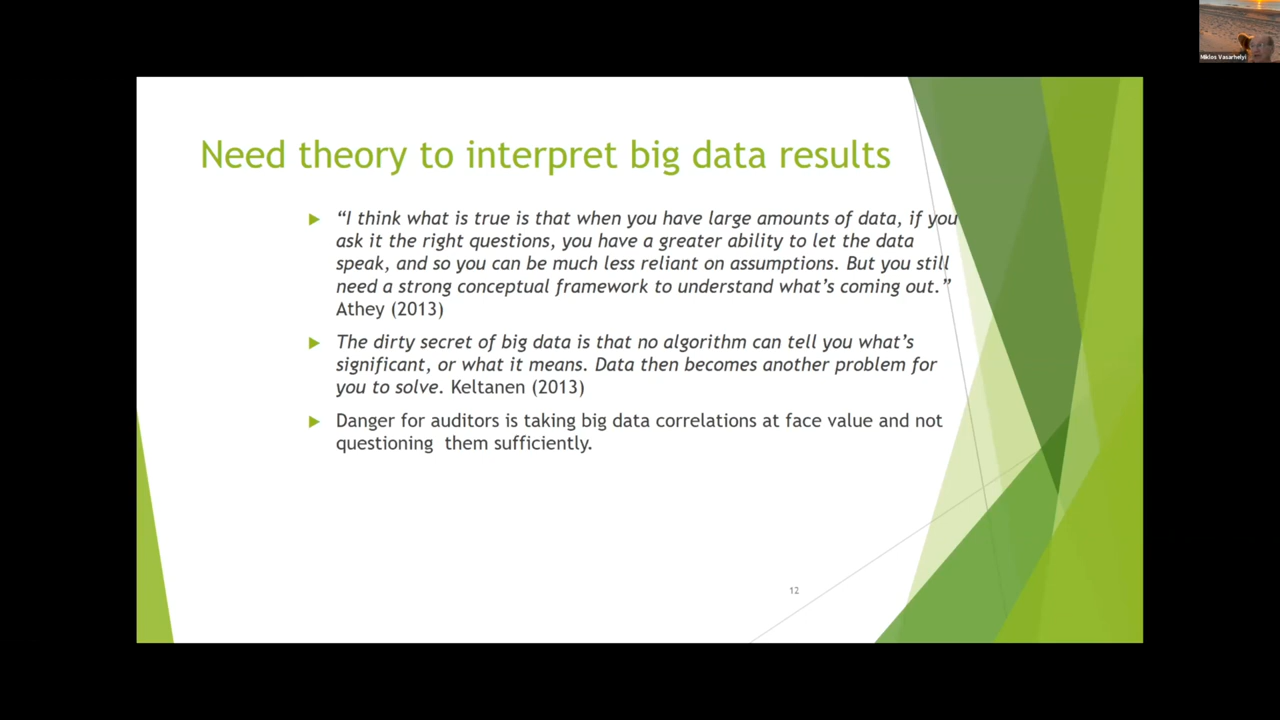 Miklos Vasarhelyi
Need theory to interpret big data results
“I think what is true is that when you have large amounts of data, if you
ask it the right questions, you have a greater ability to let the data
speak, and so you can be much less reliant on assumptions. But you still
need a strong conceptual framework to understand what’s coming out.”
Athey (2013)
The dirty secret of big data is that no algorithm can tell you what’s
significant, or what it means. Data then becomes another problem for
you to solve. Keltanen (2013)
Danger for auditors is taking big data correlations at face value and not
questioning them sufficiently.
12